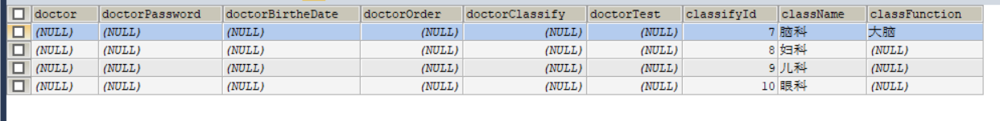 doctor doctorPassword doctorBirtheDate doctorOrder doctorClassify doctorTest classifyId className classFunction
(NULL) (NULL) (NULL) (NULL) (NULL) (NULL) 7 脑科 大脑
(NULL) (NULL) (NULL) (NULL) (NULL) (NULL) 8 妇科 (NULL)
(NULL) (NULL) (NULL) (NULL) (NULL) (NULL) 9 儿科 (NULL)
(NULL) (NULL) (NULL) (NULL) (NULL) (NULL) 10 眼科 (NULL)